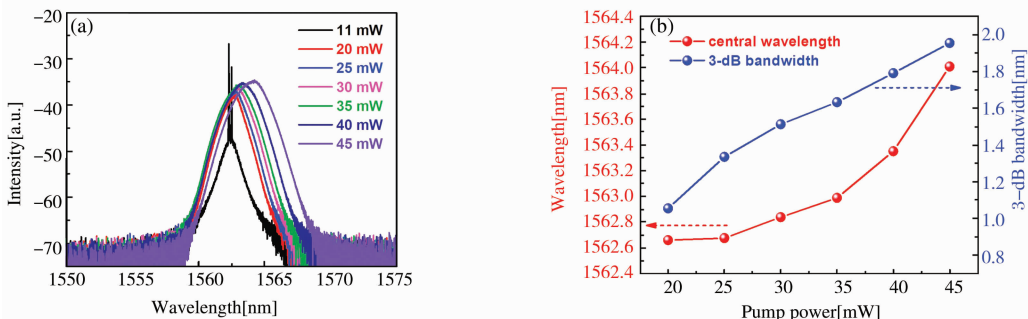 (a)
Intensity[a.u.]
−20
−30
−40
−50
−60
−70
11 mW
20 mW
25 mW
30 mW
35 mW
40 mW
45 mW
1550 1555 1560 1565 1570 1575
Wavelength[nm]
(b)
Wavelength[nm]
1564.4
1564.2
1564.0
1563.8
1563.6
1563.4
1563.2
1563.0
1562.8
1562.6
1562.4
central wavelength
3-dB bandwidth
2.0
1.8
1.6
1.4
1.2
1.0
0.8
3−dB bandwidth[nm]
20 25 30 35 40 45
Pump power[mW]